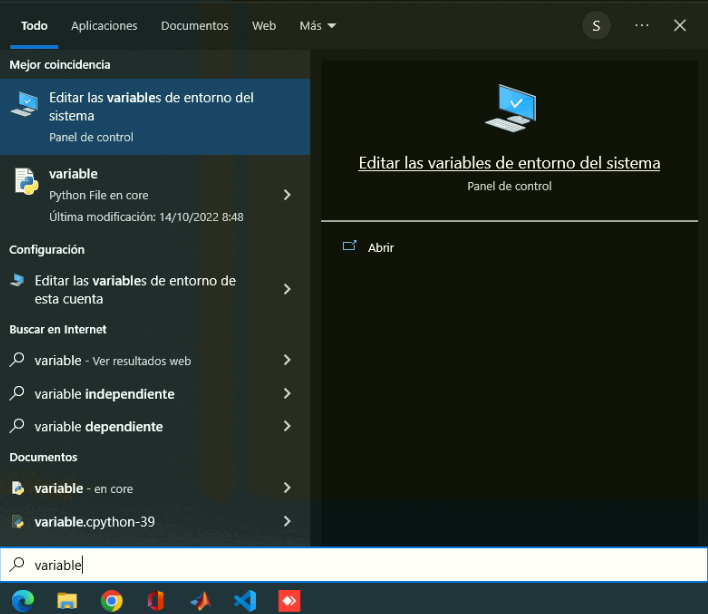 Todo Aplicaciones Documentos Web Más S ···
Mejor coincidencia
Editar las variables de entorno del
sistema
Panel de control
variable
Python File en core
Última modificación: 14/10/2022 8:48
Configuración
Editar las variables de entorno de
esta cuenta
Buscar en Internet
variable - Ver resultados web
variable independiente
variable dependiente
Documentos
variable - en core
variable.cpython-39
Editar las variables de entorno del sistema
Panel de control
Abrir
variable